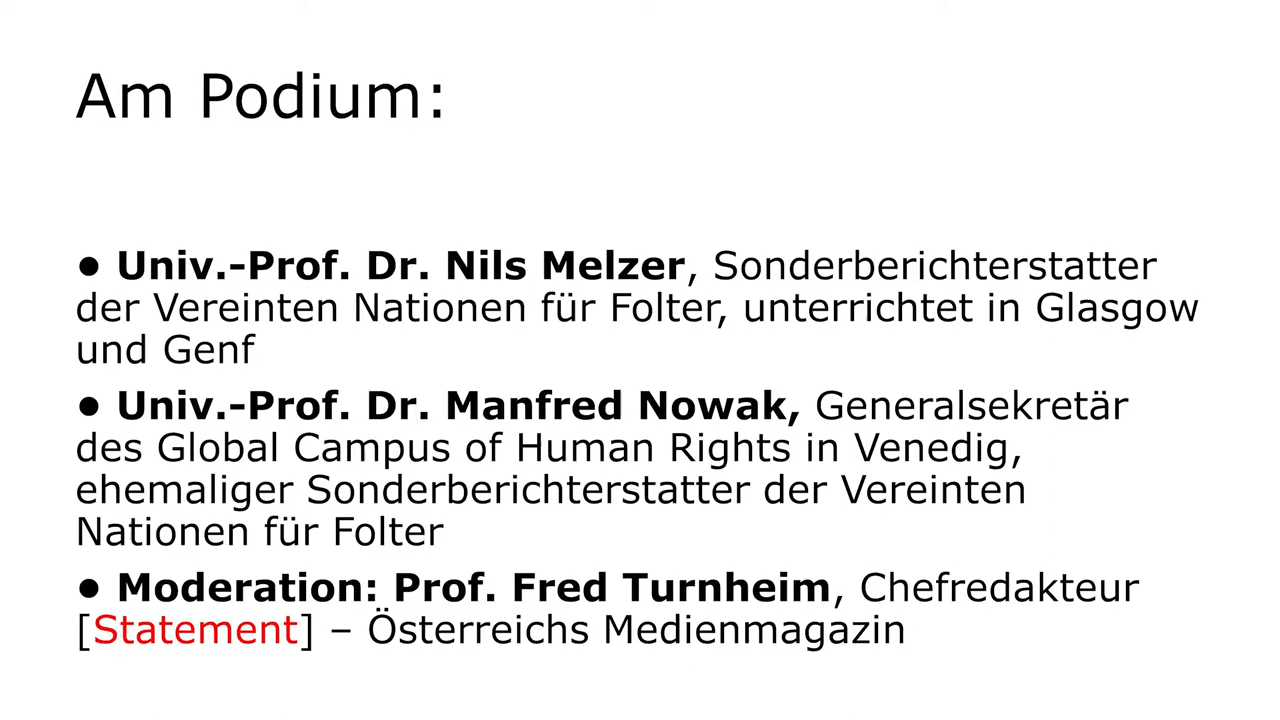 Am Podium:
● Univ.-Prof. Dr. Nils Melzer, Sonderberichterstatter
der Vereinten Nationen für Folter, unterrichtet in Glasgow
und Genf
● Univ.-Prof. Dr. Manfred Nowak, Generalsekretär
des Global Campus of Human Rights in Venedig,
ehemaliger Sonderberichterstatter der Vereinten
Nationen für Folter
● Moderation: Prof. Fred Turnheim, Chefredakteur
[Statement] – Österreichs Medienmagazin